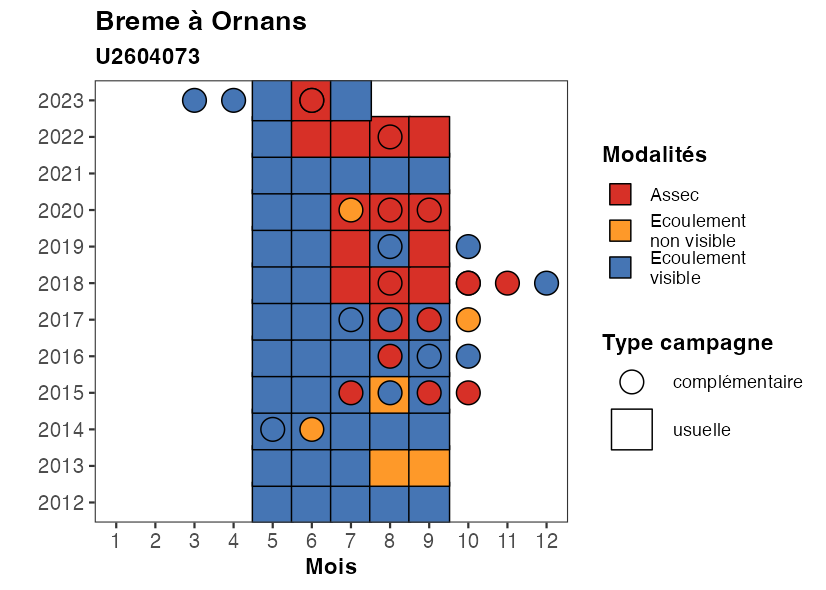 Breme à Ornans
U2604073
2023
2022
2021
2020
2019
2018
2017
2016
2015
2014
2013
2012
1 2 3 4 5 6 7 8 9 10 11 12
Mois
Modalités
Assec
Ecoulement
non visible
Ecoulement
visible
Type campagne
complémentaire
usuelle